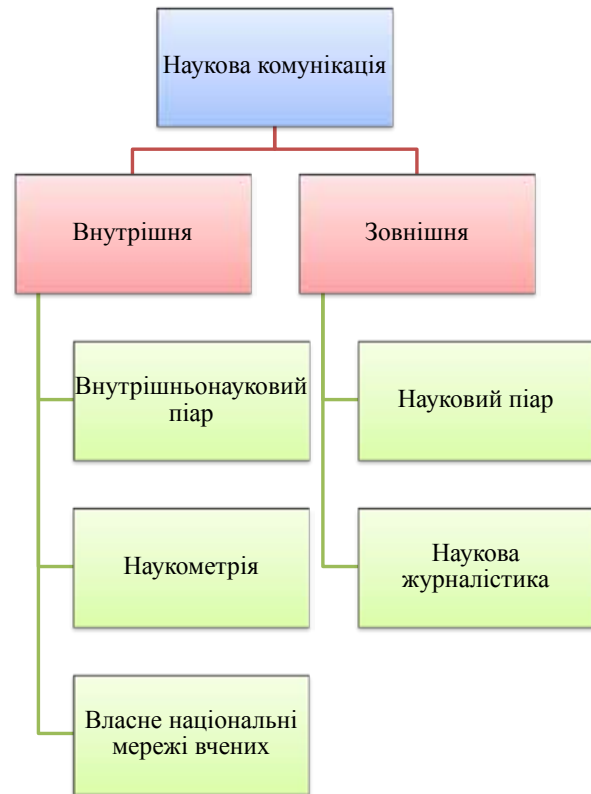 Наукова комунікація
Внутрішня
Зовнішня
Внутрішньонауковий
піар
Науковий піар
Наукометрія
Наукова
журналістика
Власне національні
мережі вчених